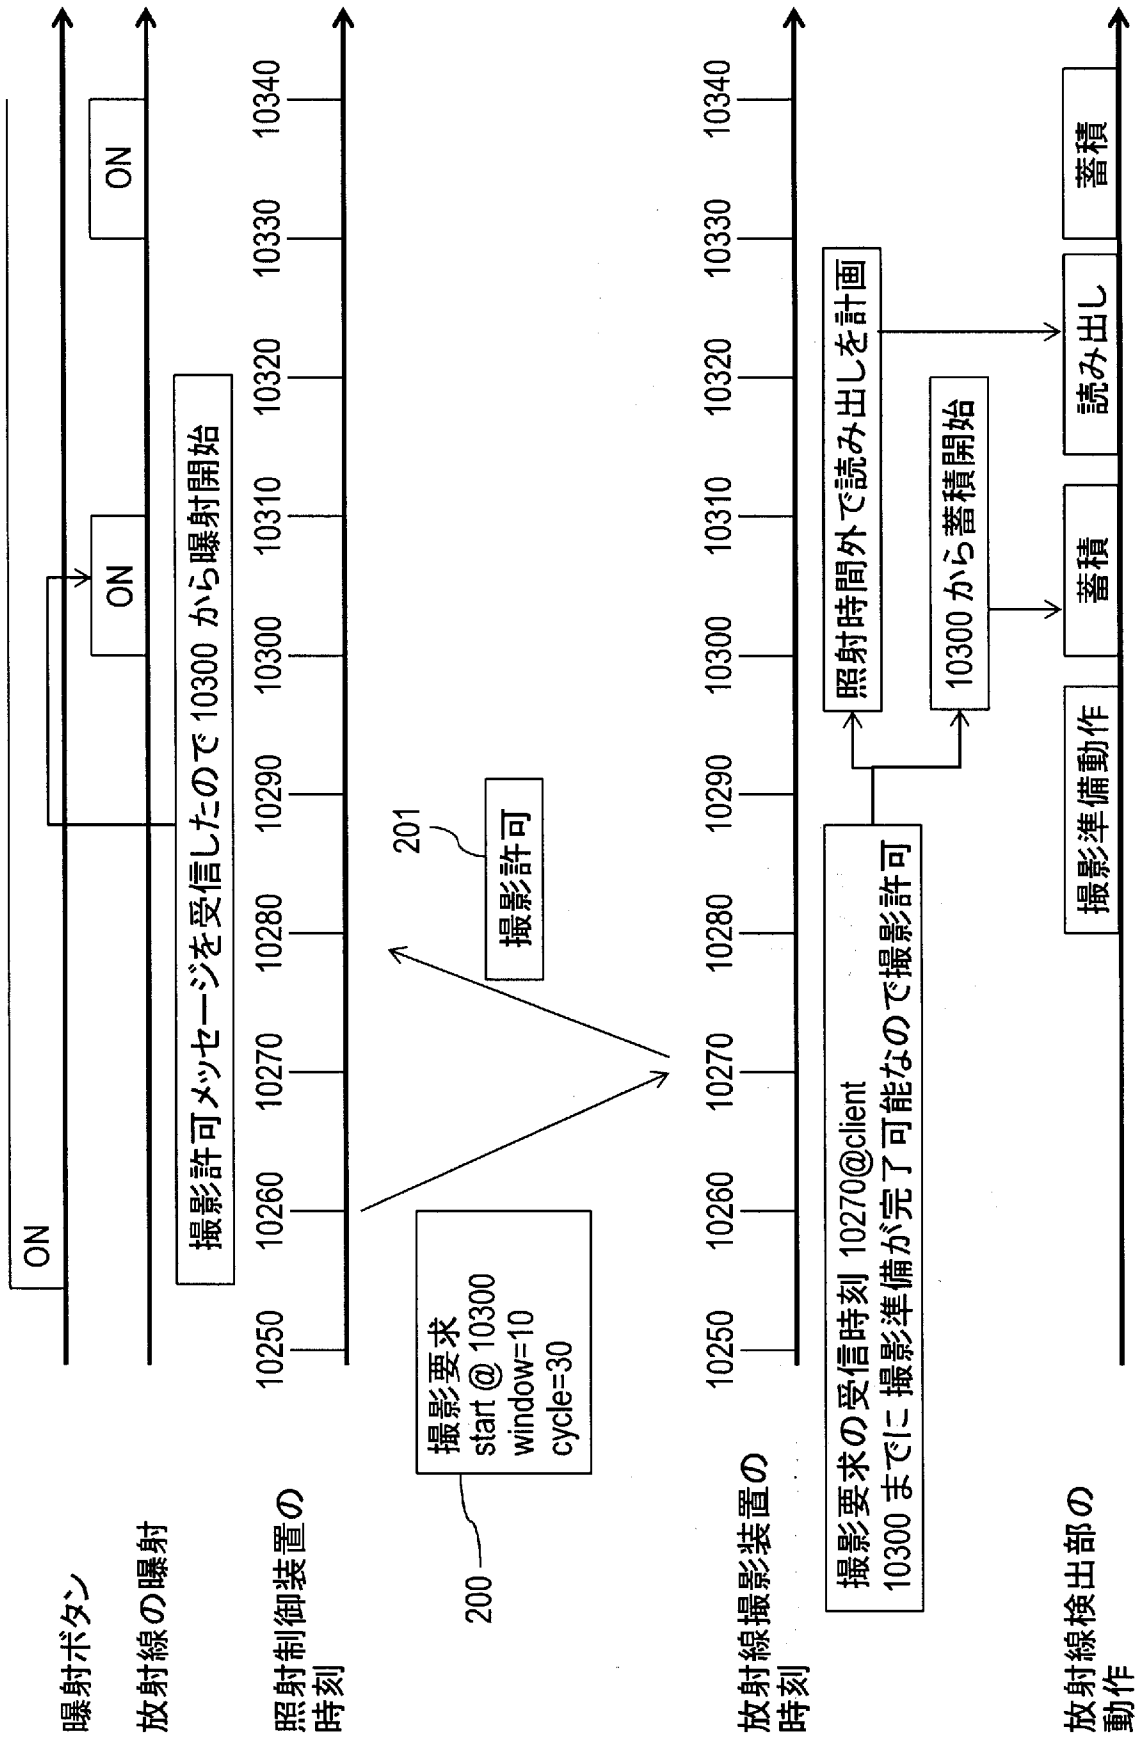 曝射ボタン
ON
放射線の曝射
ON
ON
撮影許可メッセージを受信したので 10300 から曝射開始
照射制御装置の
時刻
10250
10260
10270
10280
10290
10300
10310
10320
10330
10340
200
撮影要求
start @ 10300
window=10
cycle=30
201
撮影許可
放射線撮影装置の
時刻
10250
10260
10270
10280
10290
10300
10310
10320
10330
10340
撮影要求の受信時刻 10270@client
10300 までに撮影準備が完了可能なので撮影許可
照射時間外で読み出しを計画
10300 から蓄積開始
放射線検出部の
動作
撮影準備動作
蓄積
読み出し
蓄積